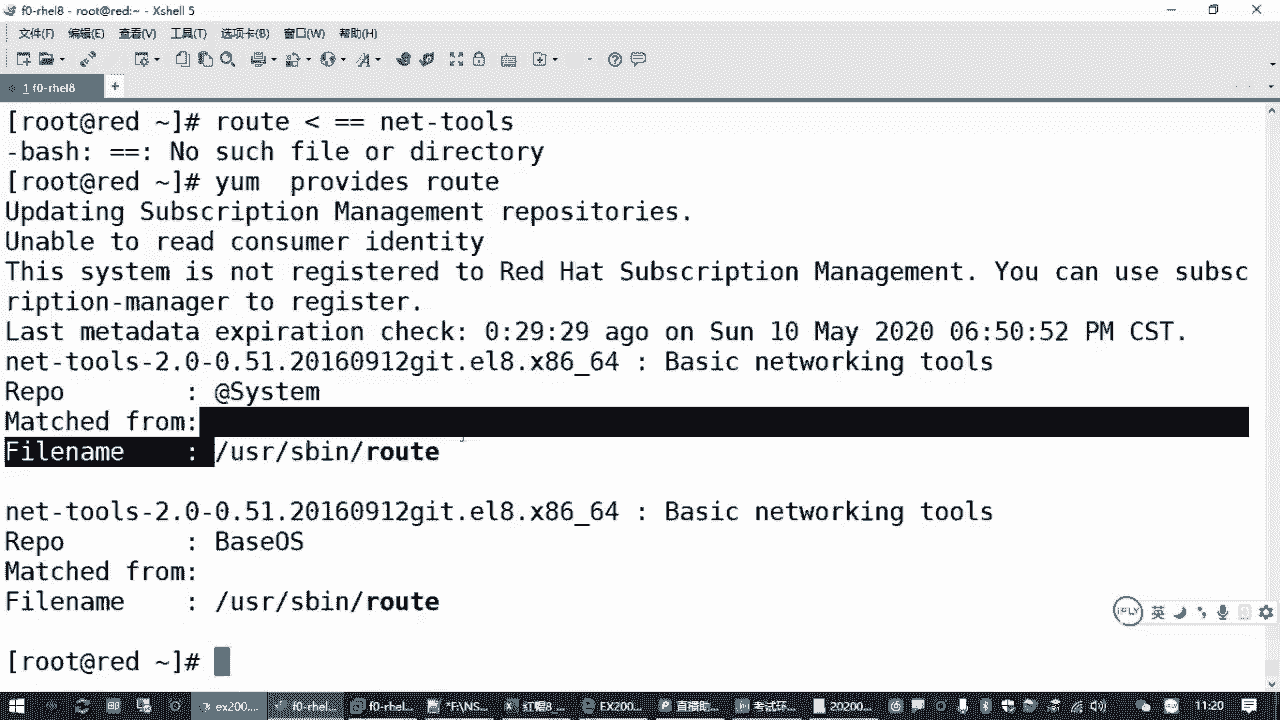 f0-rhel8 - root@red:~ - Xshell 5
文件(F) 编辑(E) 查看(V) 工具(T) 选项卡(B) 窗口(W) 帮助(H)
1 f0-rhel8
[root@red ~]# route < == net-tools
-bash: ==: No such file or directory
[root@red ~]# yum  provides route
Updating Subscription Management repositories.
Unable to read consumer identity
This system is not registered to Red Hat Subscription Management. You can use subsc
ription-manager to register.
Last metadata expiration check: 0:29:29 ago on Sun 10 May 2020 06:50:52 PM CST.
net-tools-2.0-0.51.20160912git.el8.x86_64 : Basic networking tools
Repo        : @System
Matched from:
Filename    : /usr/sbin/route
net-tools-2.0-0.51.20160912git.el8.x86_64 : Basic networking tools
Repo        : BaseOS
Matched from:
Filename    : /usr/sbin/route
[root@red ~]#
iFLY 英
ex200... f0-rhel... f0-rhel... *F:\NS... 红帽8 ... EX200... 直播助... 考试环... 20200... 11:20